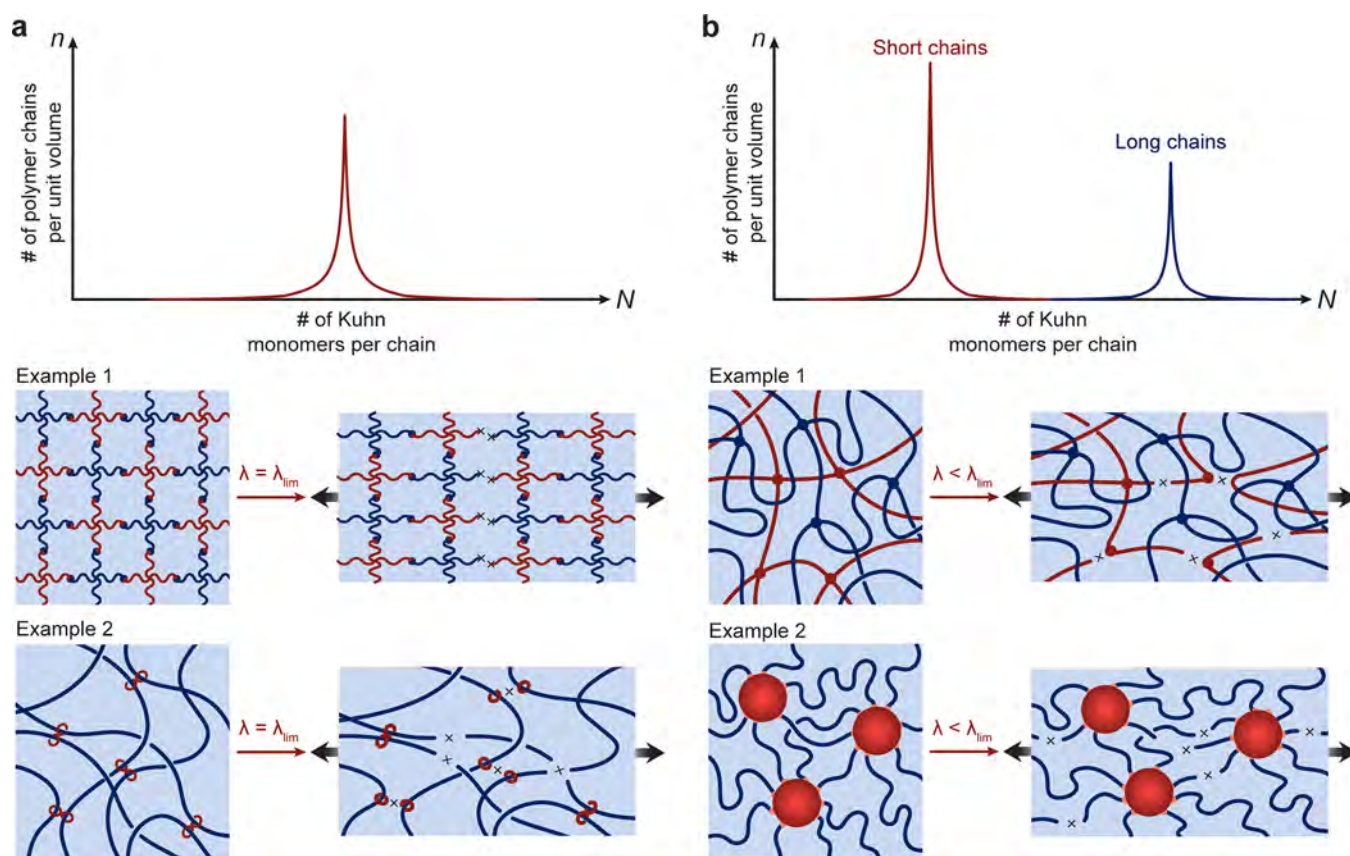 a
n
# of polymer chains
per unit volume
N
# of Kuhn
monomers per chain
Example 1
λ = λlim
Example 2
λ = λlim
b
n
# of polymer chains
per unit volume
Short chains
Long chains
N
# of Kuhn
monomers per chain
Example 1
λ < λlim
Example 2
λ < λlim